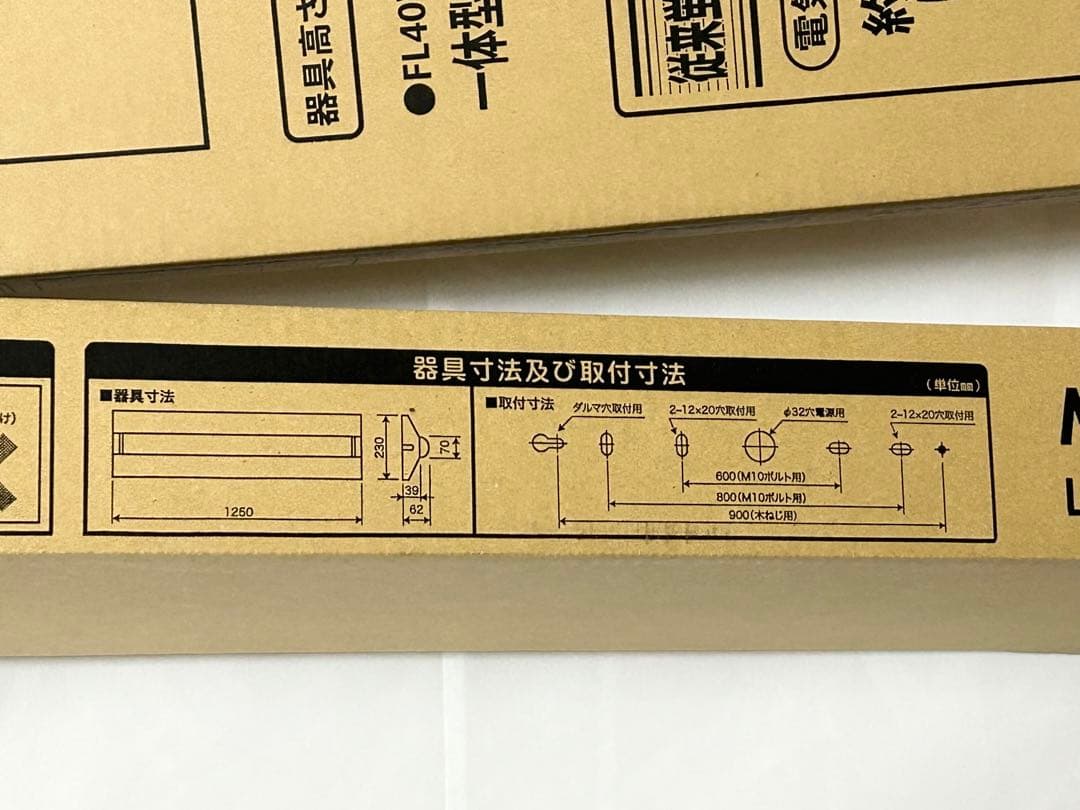 器具高さ
●FL40
一体型
従来型
電気
約
器具寸法及び取付寸法
(単位㎜)
■器具寸法
230
70
39
62
1250
■取付寸法
ダルマ穴取付用
2-12×20穴取付用
φ32穴電源用
2-12×20穴取付用
600(M10ボルト用)
800(M10ボルト用)
900(木ねじ用)
け)